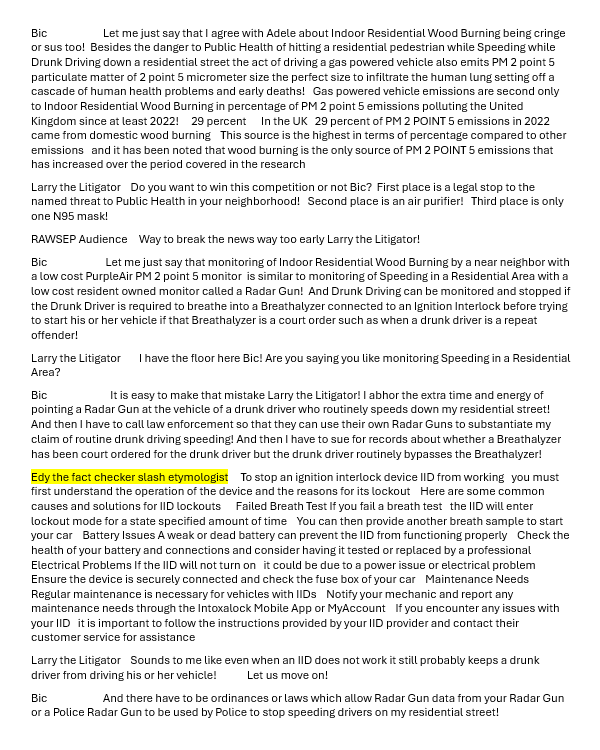 Bic Let me just say that I agree with Adele about Indoor Residential Wood Burning being cringe
or sus too! Besides the danger to Public Health of hitting a residential pedestrian while Speeding while
Drunk Driving down a residential street the act of driving a gas powered vehicle also emits PM 2 point 5
particulate matter of 2 point 5 micrometer size the perfect size to infiltrate the human lung setting off a
cascade of human health problems and early deaths! Gas powered vehicle emissions are second only
to Indoor Residential Wood Burning in percentage of PM 2 point 5 emissions polluting the United
Kingdom since at least 2022! 29 percent In the UK 29 percent of PM 2 POINT 5 emissions in 2022
came from domestic wood burning This source is the highest in terms of percentage compared to other
emissions and it has been noted that wood burning is the only source of PM 2 POINT 5 emissions that
has increased over the period covered in the research
Larry the Litigator Do you want to win this competition or not Bic? First place is a legal stop to the
named threat to Public Health in your neighborhood! Second place is an air purifier! Third place is only
one N95 mask!
RAWSEP Audience Way to break the news way too early Larry the Litigator!
Bic Let me just say that monitoring of Indoor Residential Wood Burning by a near neighbor with
a low cost PurpleAir PM 2 point 5 monitor is similar to monitoring of Speeding in a Residential Area with a
low cost resident owned monitor called a Radar Gun! And Drunk Driving can be monitored and stopped if
the Drunk Driver is required to breathe into a Breathalyzer connected to an Ignition Interlock before trying
to start his or her vehicle if that Breathalyzer is a court order such as when a drunk driver is a repeat
offender!
Larry the Litigator I have the floor here Bic! Are you saying you like monitoring Speeding in a Residential
Area?
Bic It is easy to make that mistake Larry the Litigator! I abhor the extra time and energy of
pointing a Radar Gun at the vehicle of a drunk driver who routinely speeds down my residential street!
And then I have to call law enforcement so that they can use their own Radar Guns to substantiate my
claim of routine drunk driving speeding! And then I have to sue for records about whether a Breathalyzer
has been court ordered for the drunk driver but the drunk driver routinely bypasses the Breathalyzer!
Edy the fact checker slash etymologist To stop an ignition interlock device IID from working you must
first understand the operation of the device and the reasons for its lockout Here are some common
causes and solutions for IID lockouts Failed Breath Test If you fail a breath test the IID will enter
lockout mode for a state specified amount of time You can then provide another breath sample to start
your car Battery Issues A weak or dead battery can prevent the IID from functioning properly Check the
health of your battery and connections and consider having it tested or replaced by a professional
Electrical Problems If the IID will not turn on it could be due to a power issue or electrical problem
Ensure the device is securely connected and check the fuse box of your car Maintenance Needs
Regular maintenance is necessary for vehicles with IIDs Notify your mechanic and report any
maintenance needs through the Intoxalock Mobile App or MyAccount If you encounter any issues with
your IID it is important to follow the instructions provided by your IID provider and contact their
customer service for assistance
Larry the Litigator Sounds to me like even when an IID does not work it still probably keeps a drunk
driver from driving his or her vehicle! Let us move on!
Bic And there have to be ordinances or laws which allow Radar Gun data from your Radar Gun
or a Police Radar Gun to be used by Police to stop speeding drivers on my residential street!